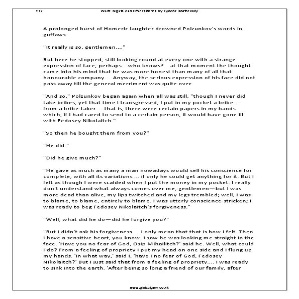 A prolonged burst of Homeric laughter drowned Polzunkov's words in
guffaws.
"It really is so, gentlemen..."
But here he stopped, still looking round at every one with a strange
expression of face; perhaps—who knows?—at that moment the thought
came into his mind that he was more honest than many of all that
honourable company.... Anyway, the serious expression of his face did not
pass away till the general merriment was quite over.
"And so," Polzunkov began again when all was still, "though I never did
take bribes, yet that time I transgressed; I put in my pocket a bribe ...
from a bribe-taker ... that is, there were certain papers in my hands
which, if I had cared to send to a certain person, it would have gone ill
with Fedosey Nikolaitch."
"So then he bought them from you?"
"He did."
"Did he give much?"
"He gave as much as many a man nowadays would sell his conscience for
complete, with all its variations ... if only he could get anything for it. But I
felt as though I were scalded when I put the money in my pocket. I really
don't understand what always comes over me, gentlemen—but I was
more dead than alive, my lips twitched and my legs trembled; well, I was
to blame, to blame, entirely to blame. I was utterly conscience-stricken; I
was ready to beg Fedosey Nikolaitch's forgiveness."
"Well, what did he do—did he forgive you?"
"But I didn't ask his forgiveness.... I only mean that that is how I felt. Then
I have a sensitive heart, you know. I saw he was looking me straight in the
face. 'Have you no fear of God, Osip Mihailitch?' said he. Well, what could
I do? From a feeling of propriety I put my head on one side and I flung up
my hands. 'In what way,' said I, 'have I no fear of God, Fedosey
Nikolaitch?' But I just said that from a feeling of propriety.... I was ready
to sink into the earth. 'After being so long a friend of our family, after